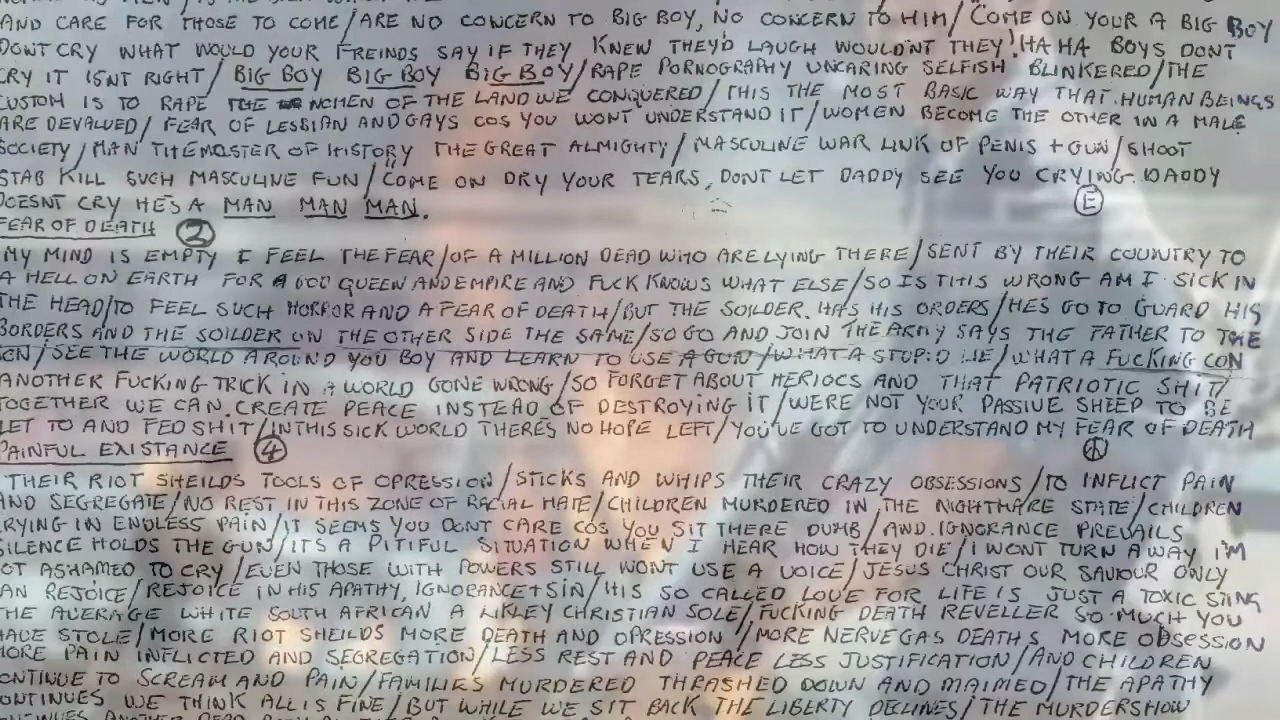 AND CARE FOR THOSE TO COME/ARE NO CONCERN TO BIG BOY, NO CONCERN TO HIM/COME ON YOUR A BIG BOY
DONT CRY WHAT WOULD YOUR FREINDS SAY IF THEY KNEW THEY'D LAUGH WOULDN'T THEY! HA HA BOYS DONT
CRY IT ISNT RIGHT/BIG BOY BIG BOY BIG BOY/RAPE PORNOGRAPHY UNCARING SELFISH BLINKERED/THE
CUSTOM IS TO RAPE THE WOMEN OF THE LAND WE CONQUERED/THIS THE MOST BASIC WAY THAT HUMAN BEINGS
ARE DEVALUED/FEAR OF LESBIAN AND GAYS COS YOU WONT UNDERSTAND IT/WOMEN BECOME THE OTHER IN A MALE
SOCIETY/MAN THE MASTER OF HISTORY THE GREAT ALMIGHTY/MASCULINE WAR LINK OF PENIS + GUN/SHOOT
STAB KILL SUCH MASCULINE FUN/COME ON DRY YOUR TEARS, DONT LET DADDY SEE YOU CRYING. DADDY
DOESNT CRY HE'S A MAN MAN MAN. E
FEAR OF DEATH 2
MY MIND IS EMPTY I FEEL THE FEAR/OF A MILLION DEAD WHO ARE LYING THERE/SENT BY THEIR COUNTRY TO
A HELL ON EARTH FOR A GOD QUEEN AND EMPIRE AND FUCK KNOWS WHAT ELSE/SO IS THIS WRONG AM I SICK IN
THE HEAD/TO FEEL SUCH HORROR AND A FEAR OF DEATH/BUT THE SOILDER HAS HIS ORDERS/HE'S GO TO GUARD HIS
BORDERS AND THE SOILDER ON THE OTHER SIDE THE SAME/SO GO AND JOIN THE ARMY SAYS THE FATHER TO THE
SON/SEE THE WORLD AROUND YOU BOY AND LEARN TO USE A GUN/WHAT A STUPID LIE/WHAT A FUCKING CON
ANOTHER FUCKING TRICK IN A WORLD GONE WRONG/SO FORGET ABOUT HERIOCS AND THAT PATRIOTIC SHIT/
TOGETHER WE CAN CREATE PEACE INSTEAD OF DESTROYING IT/WERE NOT YOUR PASSIVE SHEEP TO BE
LET TO AND FED SHIT/IN THIS SICK WORLD THERE'S NO HOPE LEFT/YOU'VE GOT TO UNDERSTAND MY FEAR OF DEATH
PAINFUL EXISTANCE 4
THEIR RIOT SHEILDS TOOLS OF OPRESSION/STICKS AND WHIPS THEIR CRAZY OBSESSIONS/TO INFLICT PAIN
AND SEGREGATE/NO REST IN THIS ZONE OF RACIAL HATE/CHILDREN MURDERED IN THE NIGHTMARE STATE/CHILDREN
CRYING IN ENDLESS PAIN/IT SEEMS YOU DONT CARE COS YOU SIT THERE DUMB/AND IGNORANCE PREVAILS
SILENCE HOLDS THE GUN/IT'S A PITIFUL SITUATION WHEN I HEAR HOW THEY DIE/I WONT TURN AWAY I'M
NOT ASHAMED TO CRY/EVEN THOSE WITH POWERS STILL WONT USE A VOICE/JESUS CHRIST OUR SAVIOUR ONLY
CAN REJOICE/REJOICE IN HIS APATHY, IGNORANCE + SIN/HIS SO CALLED LOVE FOR LIFE IS JUST A TOXIC STING
THE AVERAGE WHITE SOUTH AFRICAN A LIKLEY CHRISTIAN SOLE/FUCKING DEATH REVELLER SO MUCH YOU
HAVE STOLE/MORE RIOT SHEILDS MORE DEATH AND OPRESSION/MORE NERVE GAS DEATHS, MORE OBSESSION
MORE PAIN INFLICTED AND SEGREGATION/LESS REST AND PEACE LESS JUSTIFICATION/AND CHILDREN
CONTINUE TO SCREAM AND PAIN/FAMILIES MURDERED THRASHED DOWN AND MAIMED/THE APATHY
CONTINUES WE THINK ALL IS FINE/BUT WHILE WE SIT BACK THE LIBERTY DECLINES/THE MURDERSHOW
CONTINUES ANOTHER DEAD